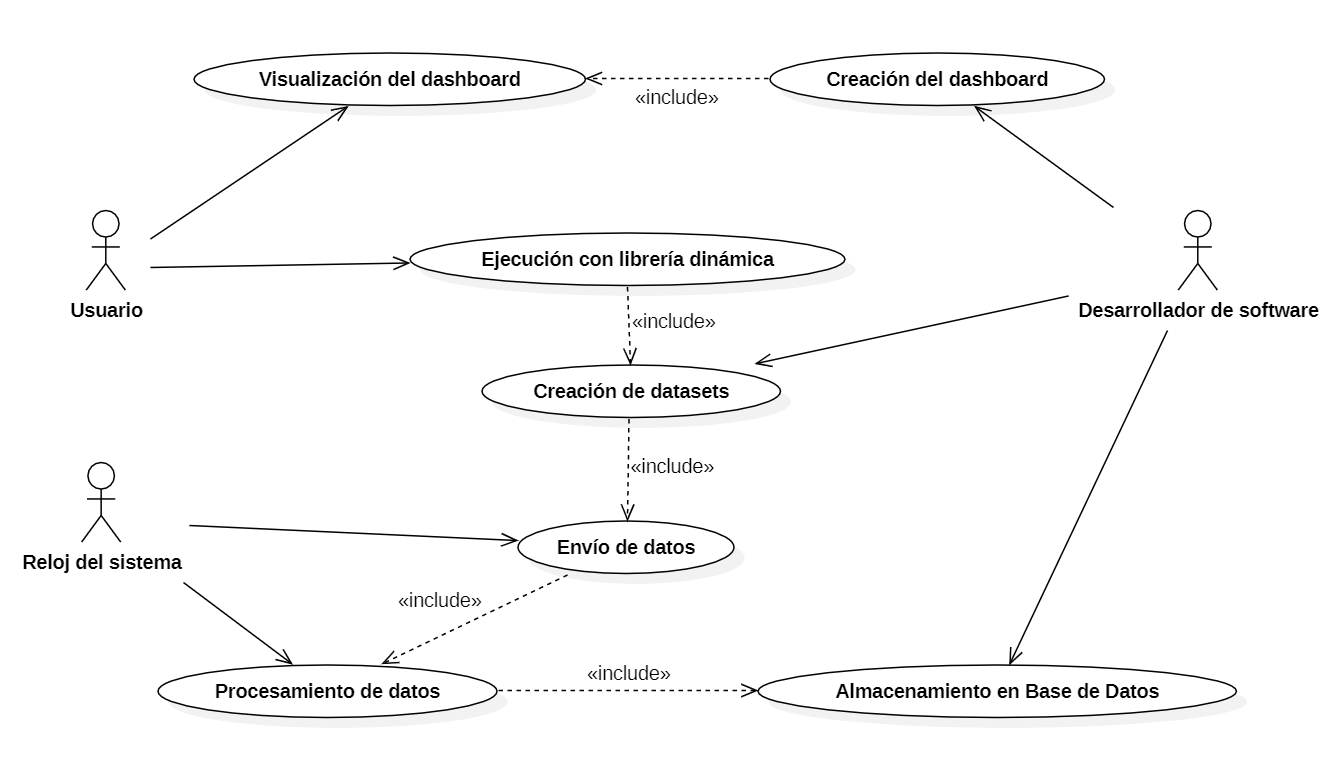 Visualización del dashboard
Creación del dashboard
«include»
Ejecución con librería dinámica
Usuario
Desarrollador de software
«include»
Creación de datasets
«include»
Envío de datos
Reloj del sistema
«include»
«include»
Procesamiento de datos
Almacenamiento en Base de Datos